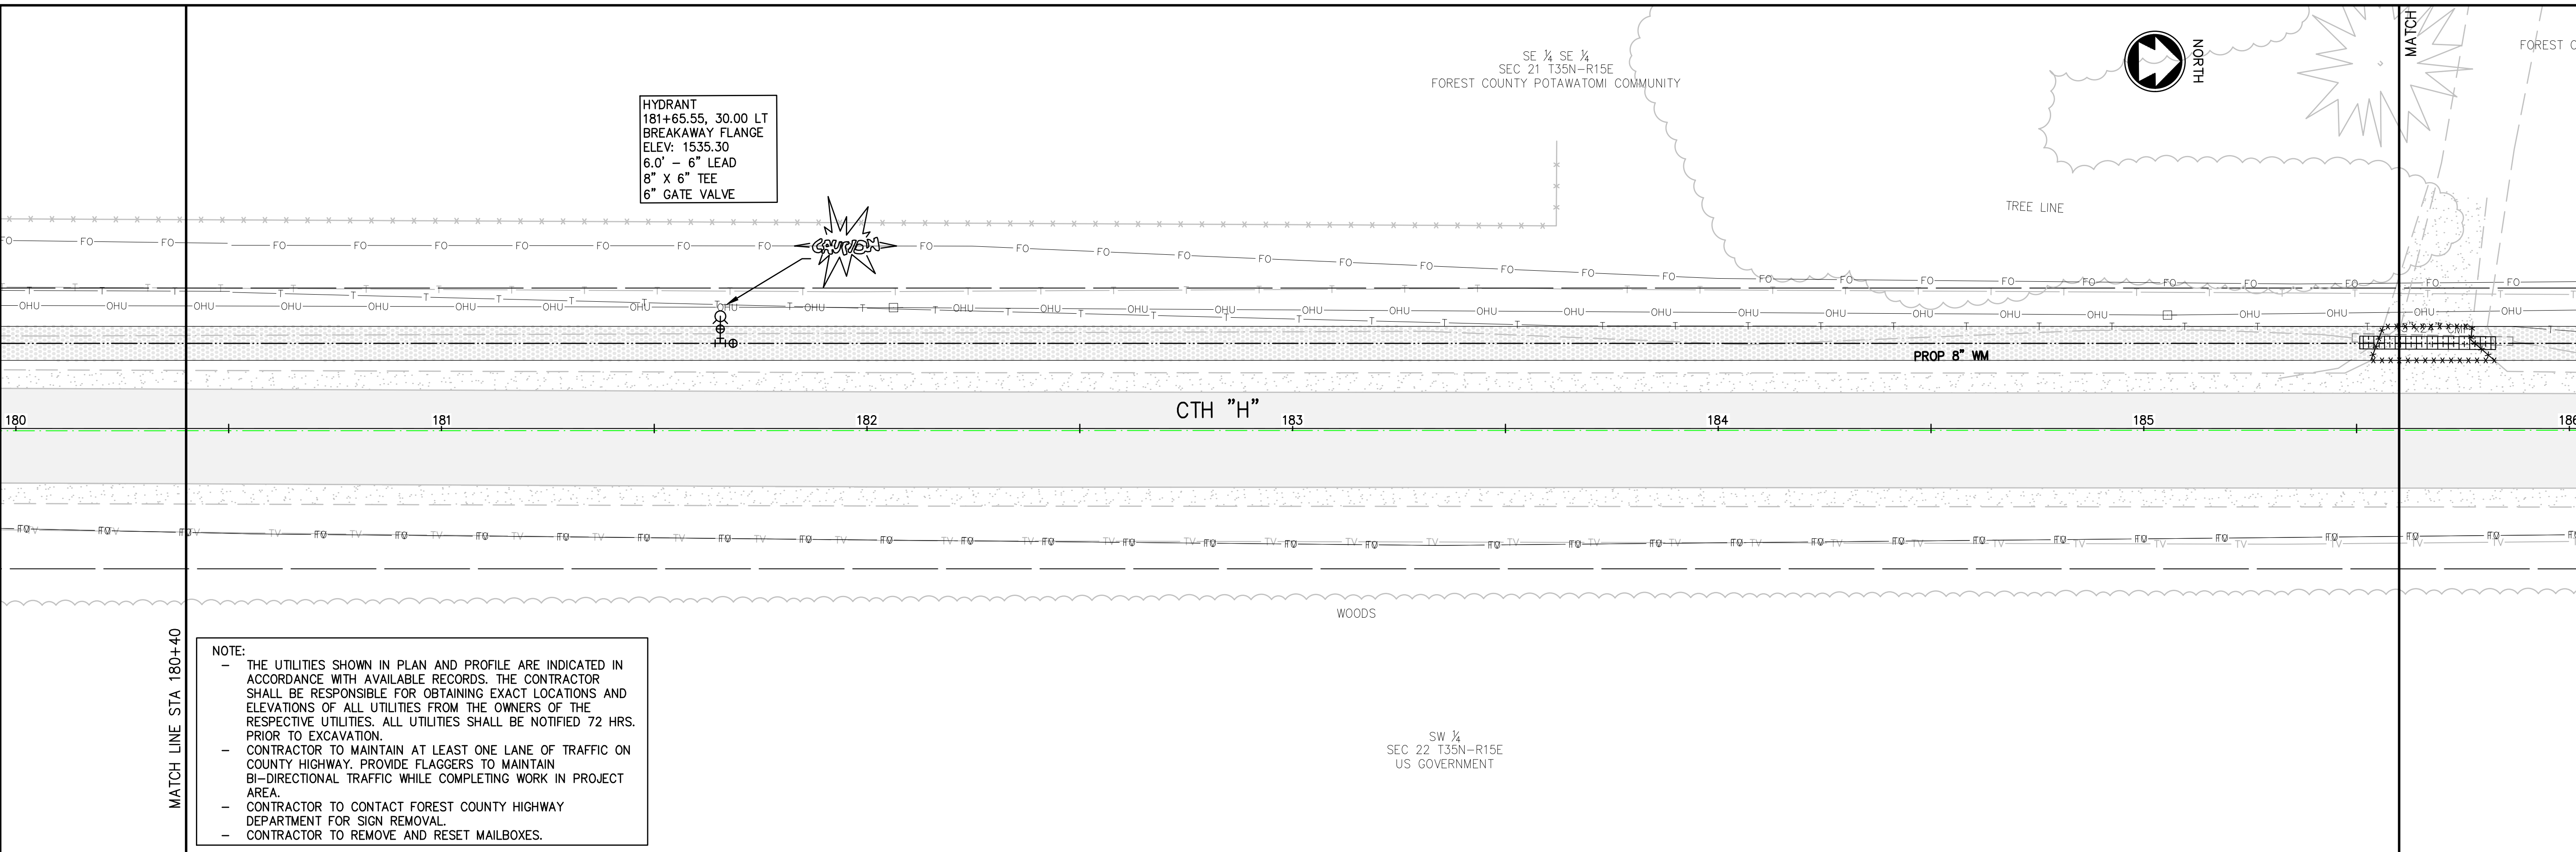 SE ¼ SE ¼
SEC 21 T35N-R15E
FOREST COUNTY POTAWATOMI COMMUNITY
NORTH
MATCH
FOREST C
HYDRANT
181+65.55, 30.00 LT
BREAKAWAY FLANGE
ELEV: 1535.30
6.0' - 6" LEAD
8" X 6" TEE
6" GATE VALVE
CAUTION
TREE LINE
FO
T
OHU
PROP 8" WM
CTH "H"
180 181 182 183 184 185 186
TV
WOODS
MATCH LINE STA 180+40
NOTE:
- THE UTILITIES SHOWN IN PLAN AND PROFILE ARE INDICATED IN
ACCORDANCE WITH AVAILABLE RECORDS. THE CONTRACTOR
SHALL BE RESPONSIBLE FOR OBTAINING EXACT LOCATIONS AND
ELEVATIONS OF ALL UTILITIES FROM THE OWNERS OF THE
RESPECTIVE UTILITIES. ALL UTILITIES SHALL BE NOTIFIED 72 HRS.
PRIOR TO EXCAVATION.
- CONTRACTOR TO MAINTAIN AT LEAST ONE LANE OF TRAFFIC ON
COUNTY HIGHWAY. PROVIDE FLAGGERS TO MAINTAIN
BI-DIRECTIONAL TRAFFIC WHILE COMPLETING WORK IN PROJECT
AREA.
- CONTRACTOR TO CONTACT FOREST COUNTY HIGHWAY
DEPARTMENT FOR SIGN REMOVAL.
- CONTRACTOR TO REMOVE AND RESET MAILBOXES.
SW ¼
SEC 22 T35N-R15E
US GOVERNMENT